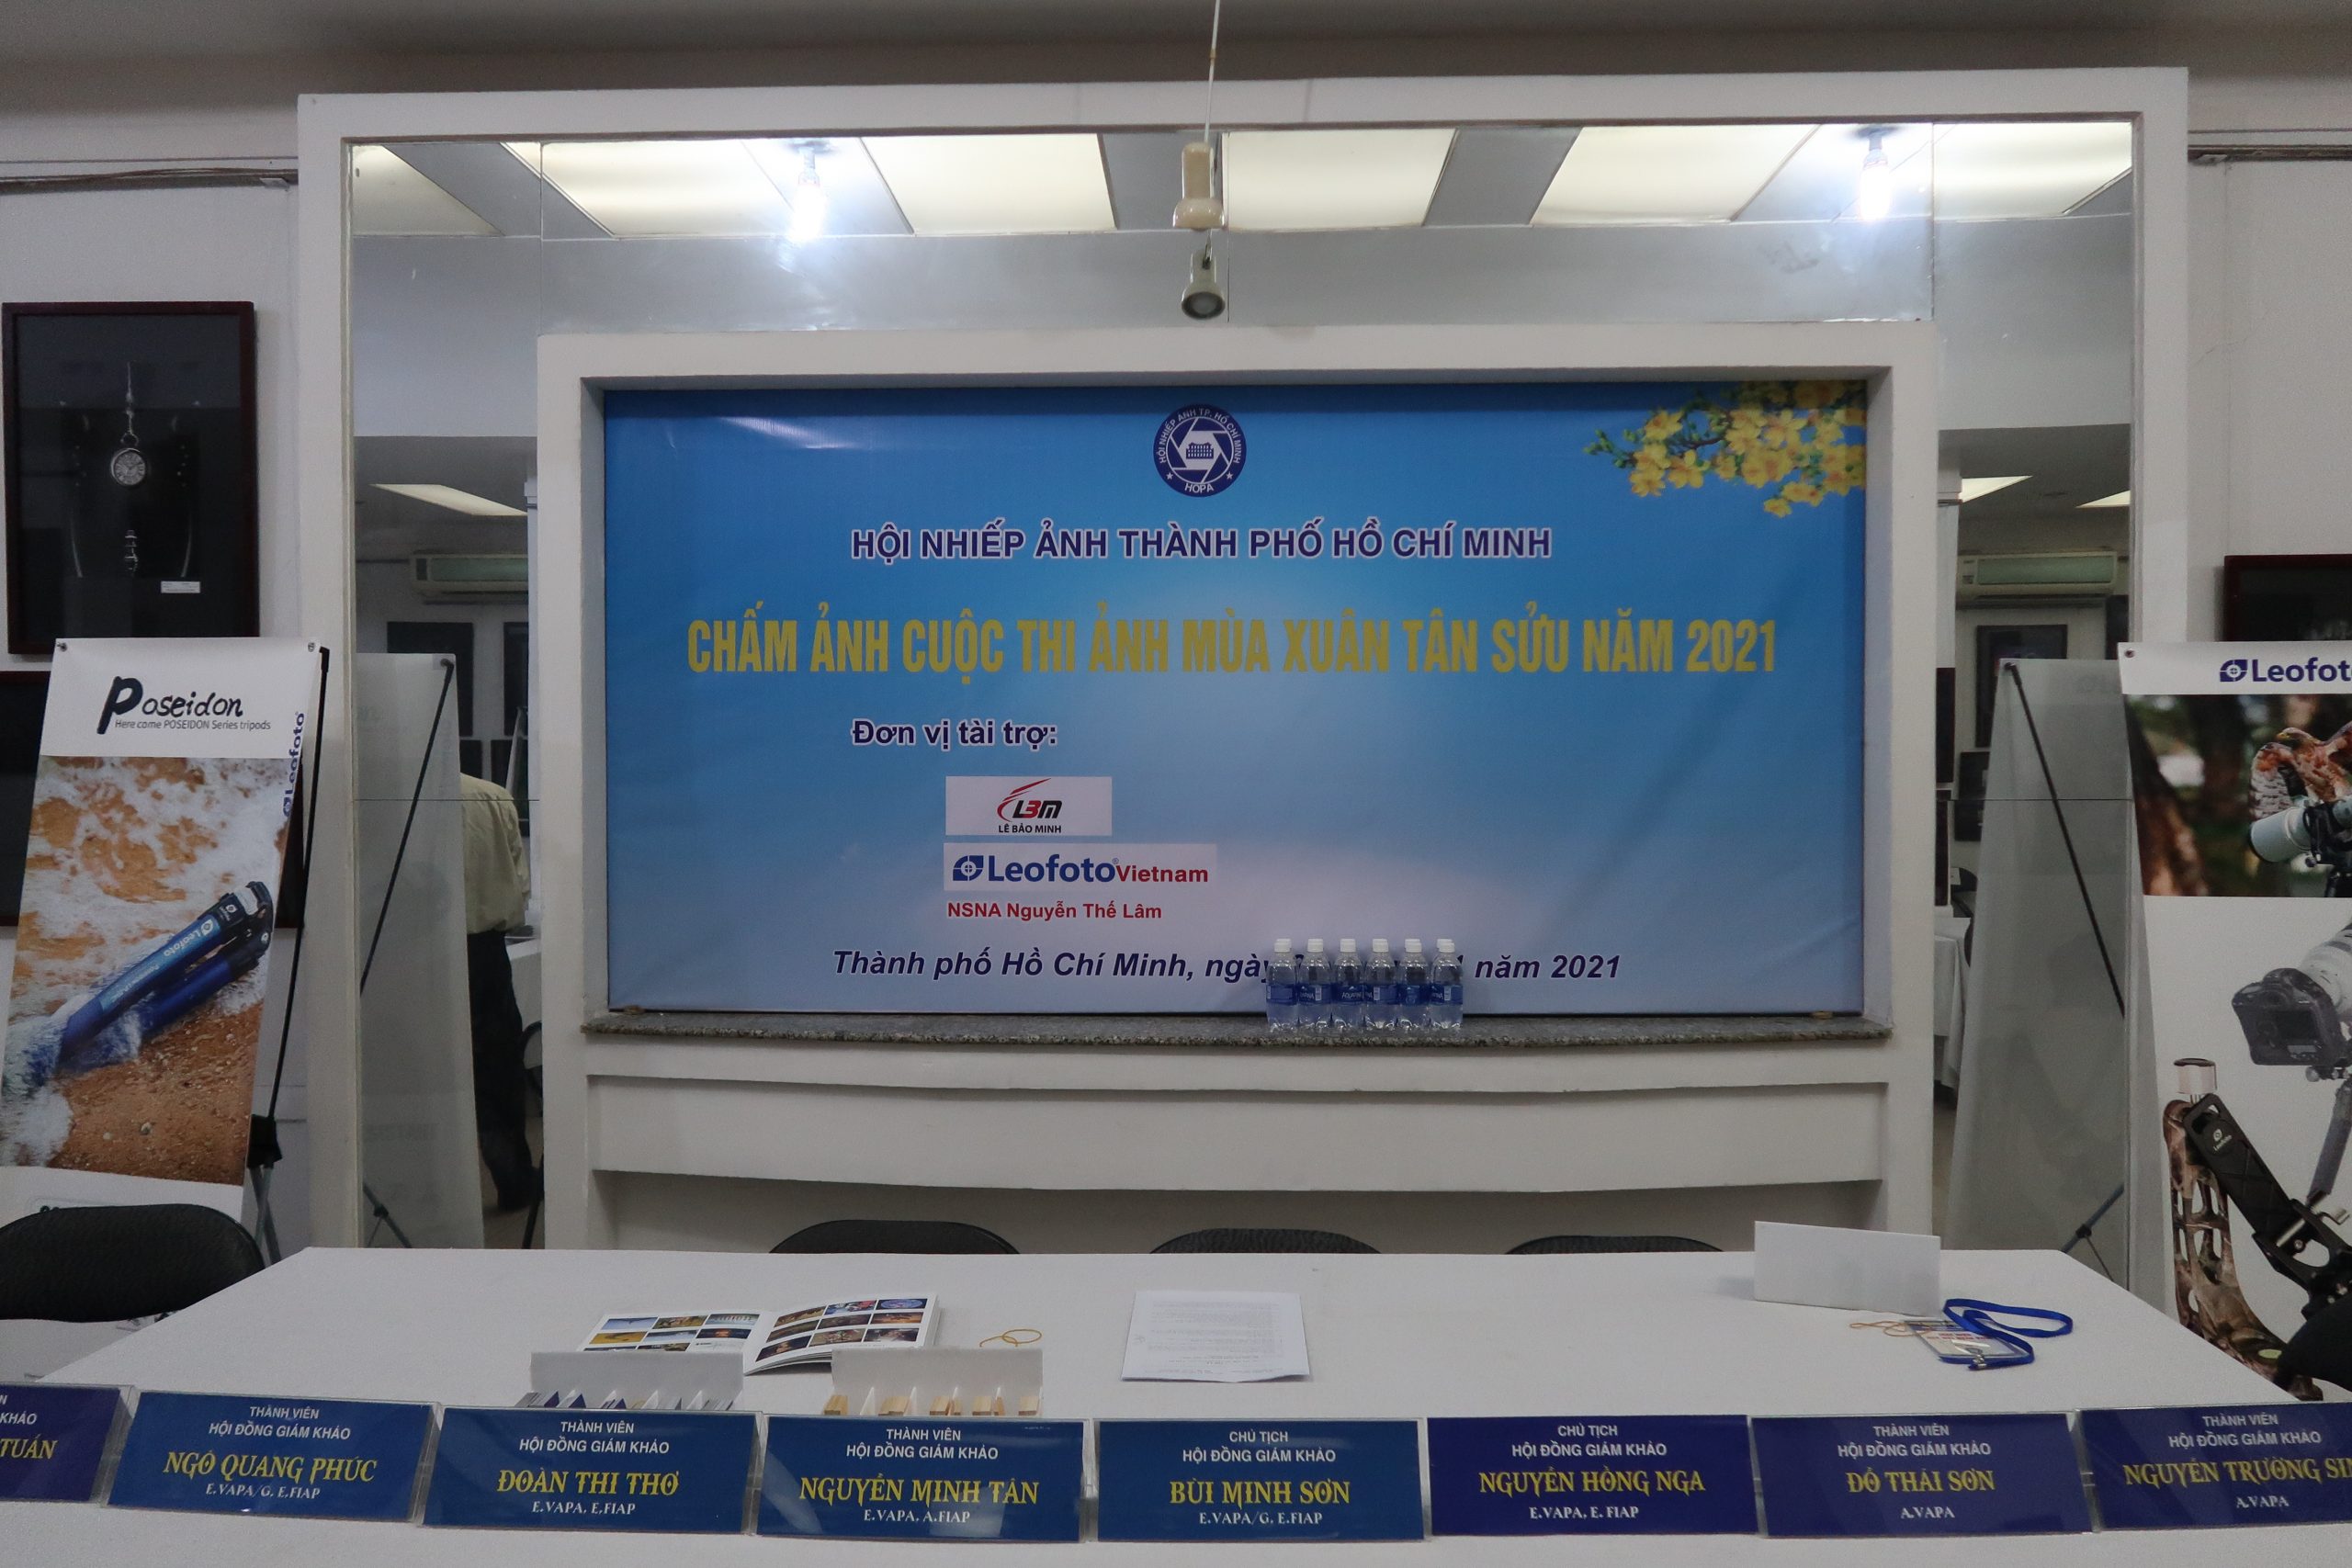 HỘI NHIẾP ẢNH TP. HỒ CHÍ MINH
HOPA
HỘI NHIẾP ẢNH THÀNH PHỐ HỒ CHÍ MINH
CHẤM ẢNH CUỘC THI ẢNH MÙA XUÂN TÂN SỬU NĂM 2021
Đơn vị tài trợ:
LBM
LÊ BẢO MINH
Leofoto Vietnam
NSNA Nguyễn Thế Lâm
Thành phố Hồ Chí Minh, ngày
năm 2021
Poseidon
Here come POSEIDON Series tripods
Leofoto
Leofoto
Leofoto
TUẤN
THÀNH VIÊN
HỘI ĐỒNG GIÁM KHẢO
NGÔ QUANG PHÚC
E.VAPA/G, E.FIAP
THÀNH VIÊN
HỘI ĐỒNG GIÁM KHẢO
ĐOÀN THI THƠ
E.VAPA, E.FIAP
THÀNH VIÊN
HỘI ĐỒNG GIÁM KHẢO
NGUYỄN MINH TÂN
E.VAPA, A.FIAP
CHỦ TỊCH
HỘI ĐỒNG GIÁM KHẢO
BÙI MINH SƠN
E.VAPA/G, E.FIAP
CHỦ TỊCH
HỘI ĐỒNG GIÁM KHẢO
NGUYỄN HỒNG NGA
E.VAPA, E. FIAP
THÀNH VIÊN
HỘI ĐỒNG GIÁM KHẢO
ĐỖ THÁI SƠN
A.VAPA
THÀNH VIÊN
HỘI ĐỒNG GIÁM KHẢO
NGUYỄN TRƯỜNG
A.VAPA